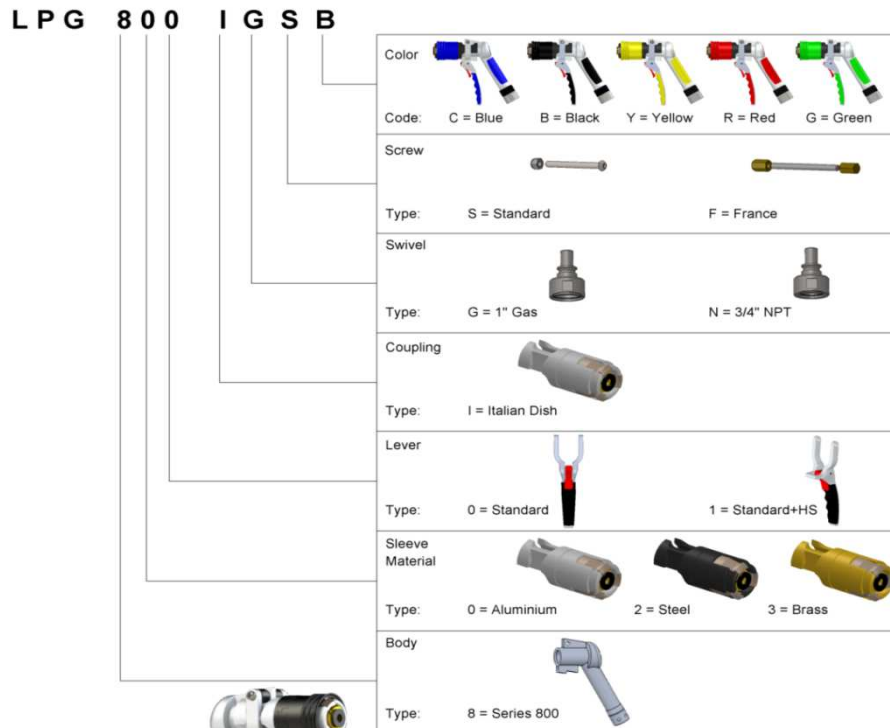 LPG 800 IGSB
Color
Code: C = Blue B = Black Y = Yellow R = Red G = Green
Screw
Type: S = Standard F = France
Swivel
Type: G = 1" Gas N = 3/4" NPT
Coupling
Type: I = Italian Dish
Lever
Type: 0 = Standard 1 = Standard+HS
Sleeve
Material
Type: 0 = Aluminium 2 = Steel 3 = Brass
Body
Type: 8 = Series 800